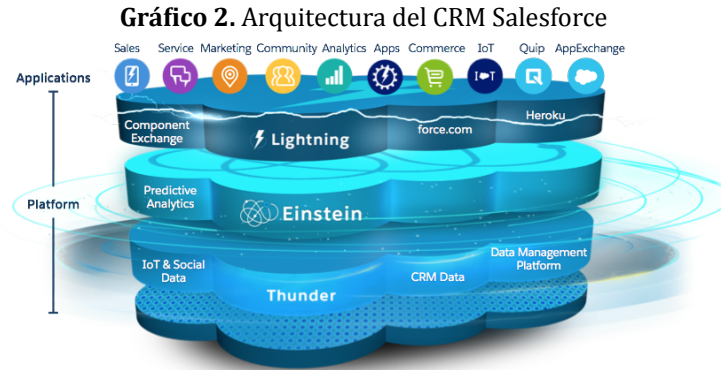 Gráfico 2. Arquitectura del CRM Salesforce
Sales Service Marketing Community Analytics Apps Commerce IoT Quip AppExchange
Applications
Component
Exchange
Lightning
force.com
Heroku
Predictive
Analytics
Einstein
Platform
IoT & Social
Data
Thunder
CRM Data
Data Management
Platform